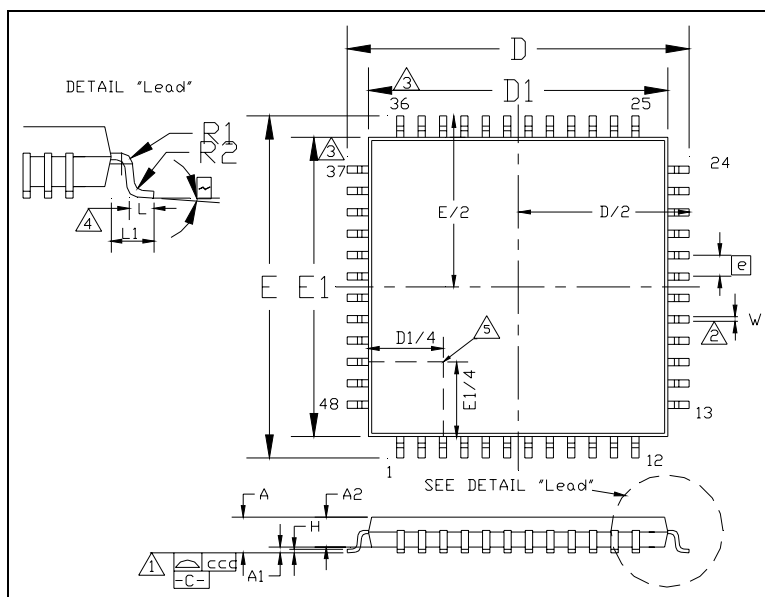 D
DETAIL "Lead"
3
D1
36
25
R1
R2
3
37
24
E/2
D/2
4
L
L1
e
E
E1
W
2
D1/4
5
E1/4
48
13
1
12
SEE DETAIL "Lead"
A
A2
H
1
ccc
-C-
A1